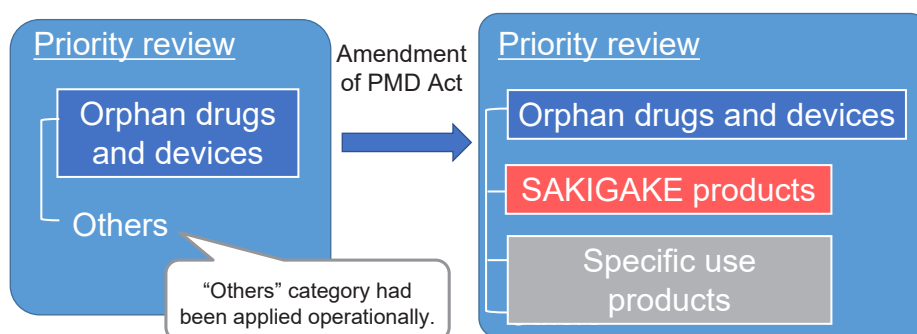 Priority review
Orphan drugs
and devices
Others
“Others” category had
been applied operationally.
Amendment
of PMD Act
Priority review
Orphan drugs and devices
SAKIGAKE products
Specific use
products